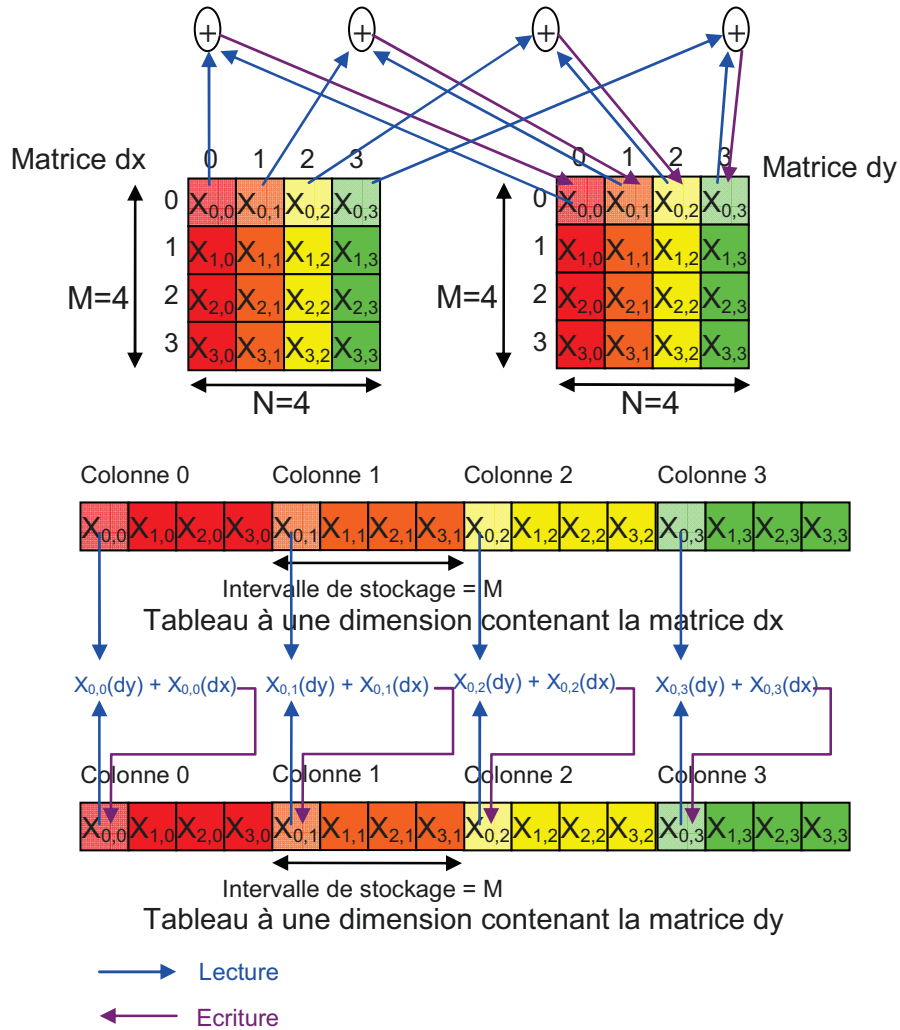 + + + +
Matrice dx
0 1 2 3
0 X0,0 X0,1 X0,2 X0,3
1 X1,0 X1,1 X1,2 X1,3
2 X2,0 X2,1 X2,2 X2,3
3 X3,0 X3,1 X3,2 X3,3
M=4
N=4
Matrice dy
0 1 2 3
0 X0,0 X0,1 X0,2 X0,3
1 X1,0 X1,1 X1,2 X1,3
2 X2,0 X2,1 X2,2 X2,3
3 X3,0 X3,1 X3,2 X3,3
M=4
N=4
Colonne 0 Colonne 1 Colonne 2 Colonne 3
X0,0 X1,0 X2,0 X3,0 X0,1 X1,1 X2,1 X3,1 X0,2 X1,2 X2,2 X3,2 X0,3 X1,3 X2,3 X3,3
Intervalle de stockage = M
Tableau à une dimension contenant la matrice dx
X0,0(dy) + X0,0(dx) X0,1(dy) + X0,1(dx) X0,2(dy) + X0,2(dx) X0,3(dy) + X0,3(dx)
Colonne 0 Colonne 1 Colonne 2 Colonne 3
X0,0 X1,0 X2,0 X3,0 X0,1 X1,1 X2,1 X3,1 X0,2 X1,2 X2,2 X3,2 X0,3 X1,3 X2,3 X3,3
Intervalle de stockage = M
Tableau à une dimension contenant la matrice dy
Lecture
Ecriture